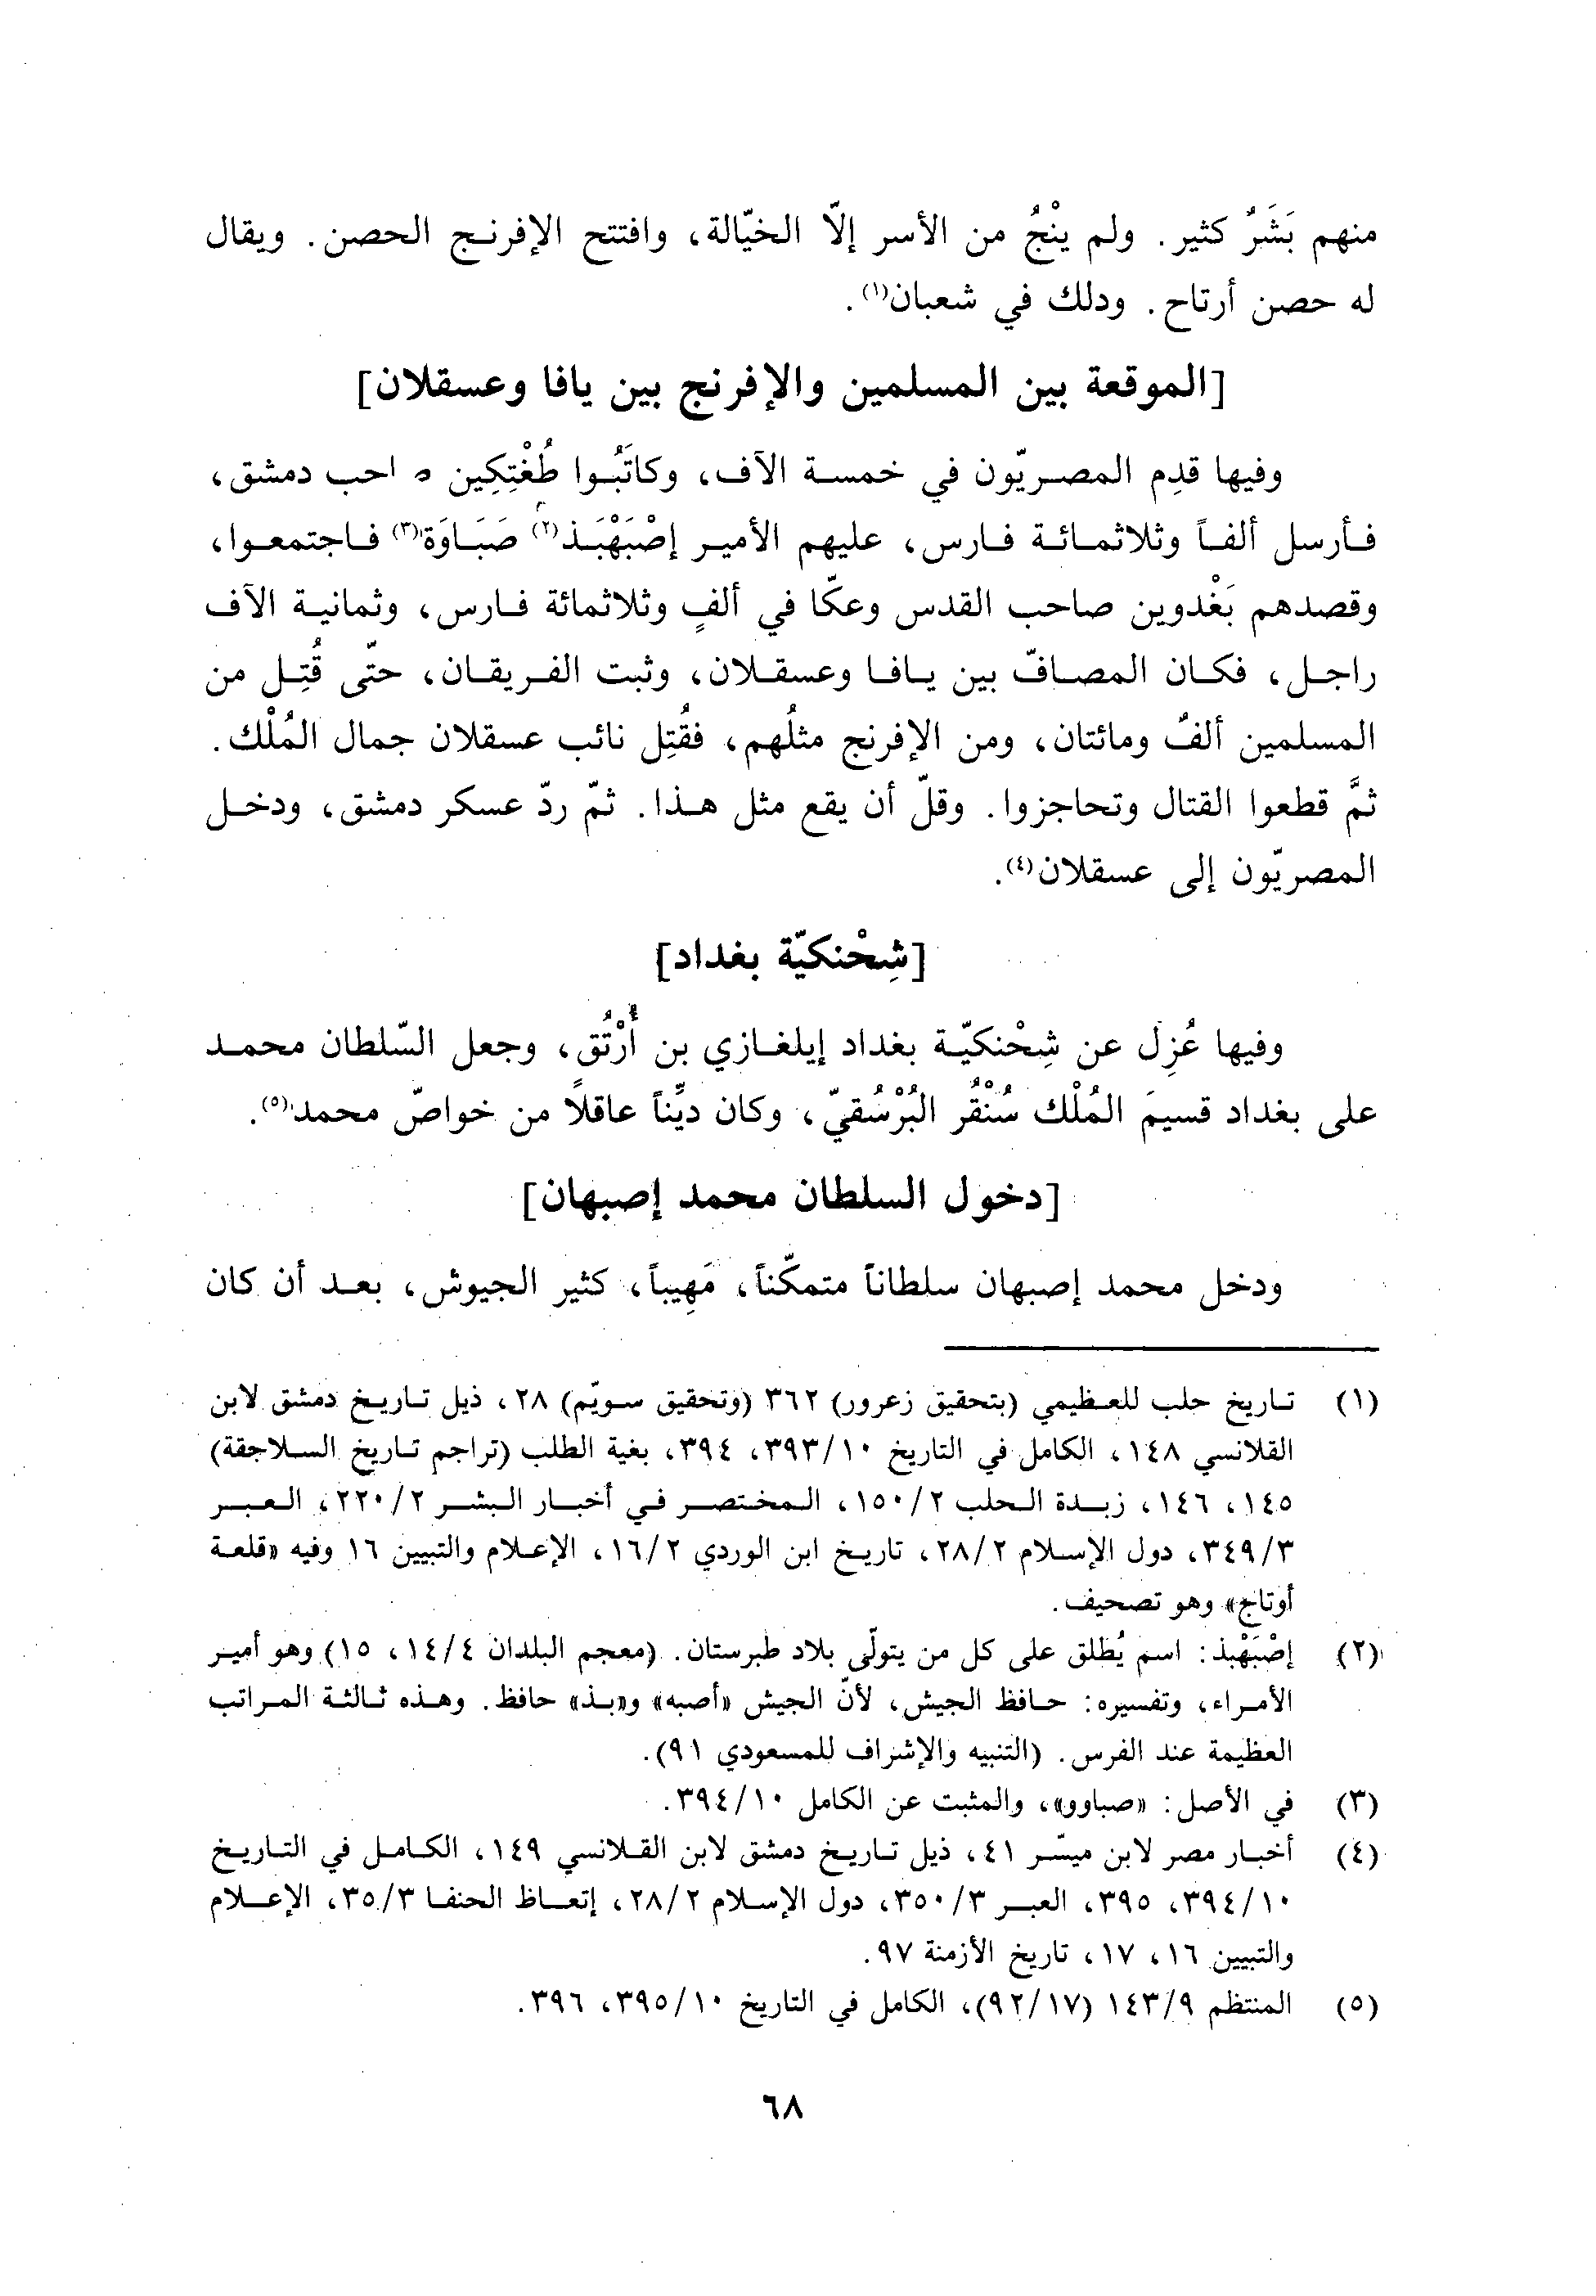 منهم بَشَرٌ كثير. ولم ينْجُ من الأسر إلّا الخيّالة، وافتتح الإفرنج الحصن. ويقال
له حصن أرتاح. ودلك في شعبان(١).
[الموقعة بين المسلمين والإفرنج بين يافا وعسقلان]
وفيها قدِم المصريّون في خمسة الآف، وكاتَبُوا طُغْتِكِين احب دمشق،
فأرسل ألفاً وثلاثمائة فارس، عليهم الأمير إصْبَهْبَذ(٢) صَبَاوَة(٣) فاجتمعوا،
وقصدهم بَغْدوين صاحب القدس وعكّا في ألفٍ وثلاثمائة فارس، وثمانية الآف
راجل، فكان المصافّ بين يافا وعسقلان، وثبت الفريقان، حتّى قُتِل من
المسلمين ألفٌ ومائتان، ومن الإفرنج مثلُهم، فقُتِل نائب عسقلان جمال المُلْك.
ثمَّ قطعوا القتال وتحاجزوا. وقلّ أن يقع مثل هذا. ثمّ ردّ عسكر دمشق، ودخل
المصريّون إلى عسقلان(٤).
[شِحْنكيّة بغداد]
وفيها عُزِل عن شِحْنكيّة بغداد إيلغازي بن أُرْتُق، وجعل السّلطان محمد
على بغداد قسيمَ المُلْك سُنْقُر البُرْسُقيّ، وكان ديِّناً عاقلاً من خواصّ محمد(٥).
[دخول السلطان محمد إصبهان]
ودخل محمد إصبهان سلطاناً متمكّناً، مَهِيباً، كثير الجيوش، بعد أن كان
(١) تاريخ حلب للعظيمي (بتحقيق زعرور) ٣٦٢ (وتحقيق سويّم) ٢٨، ذيل تاريخ دمشق لابن
القلانسي ١٤٨، الكامل في التاريخ ٣٩٣/١٠، ٣٩٤، بغية الطلب (تراجم تاريخ السلاجقة)
١٤٥، ١٤٦، زبدة الحلب ١٥٠/٢، المختصر في أخبار البشر ٢٢٠/٢، العبر
٣٤٩/٣، دول الإسلام ٢٨/٢، تاريخ ابن الوردي ١٦/٢، الإعلام والتبيين ١٦ وفيه «قلعة
أوتاج» وهو تصحيف.
(٢) إصْبَهْبذ: اسم يُطلق على كل من يتولّى بلاد طبرستان. (معجم البلدان ١٤/٤، ١٥) وهو أمير
الأمراء، وتفسيره: حافظ الجيش، لأنّ الجيش «أصبه» و«بذ» حافظ. وهذه ثالثة المراتب
العظيمة عند الفرس. (التنبيه والإشراف للمسعودي ٩١).
(٣) في الأصل: «صباوو»، والمثبت عن الكامل ٣٩٤/١٠.
(٤) أخبار مصر لابن ميسّر ٤١، ذيل تاريخ دمشق لابن القلانسي ١٤٩، الكامل في التاريخ
٣٩٤/١٠، ٣٩٥، العبر ٣٥٠/٣، دول الإسلام ٢٨/٢، إتعاظ الحنفا ٣٥/٣، الإعلام
والتبيين ١٦، ١٧، تاريخ الأزمنة ٩٧.
(٥) المنتظم ١٤٣/٩ (٩٢/١٧)، الكامل في التاريخ ٣٩٥/١٠، ٣٩٦.
٦٨